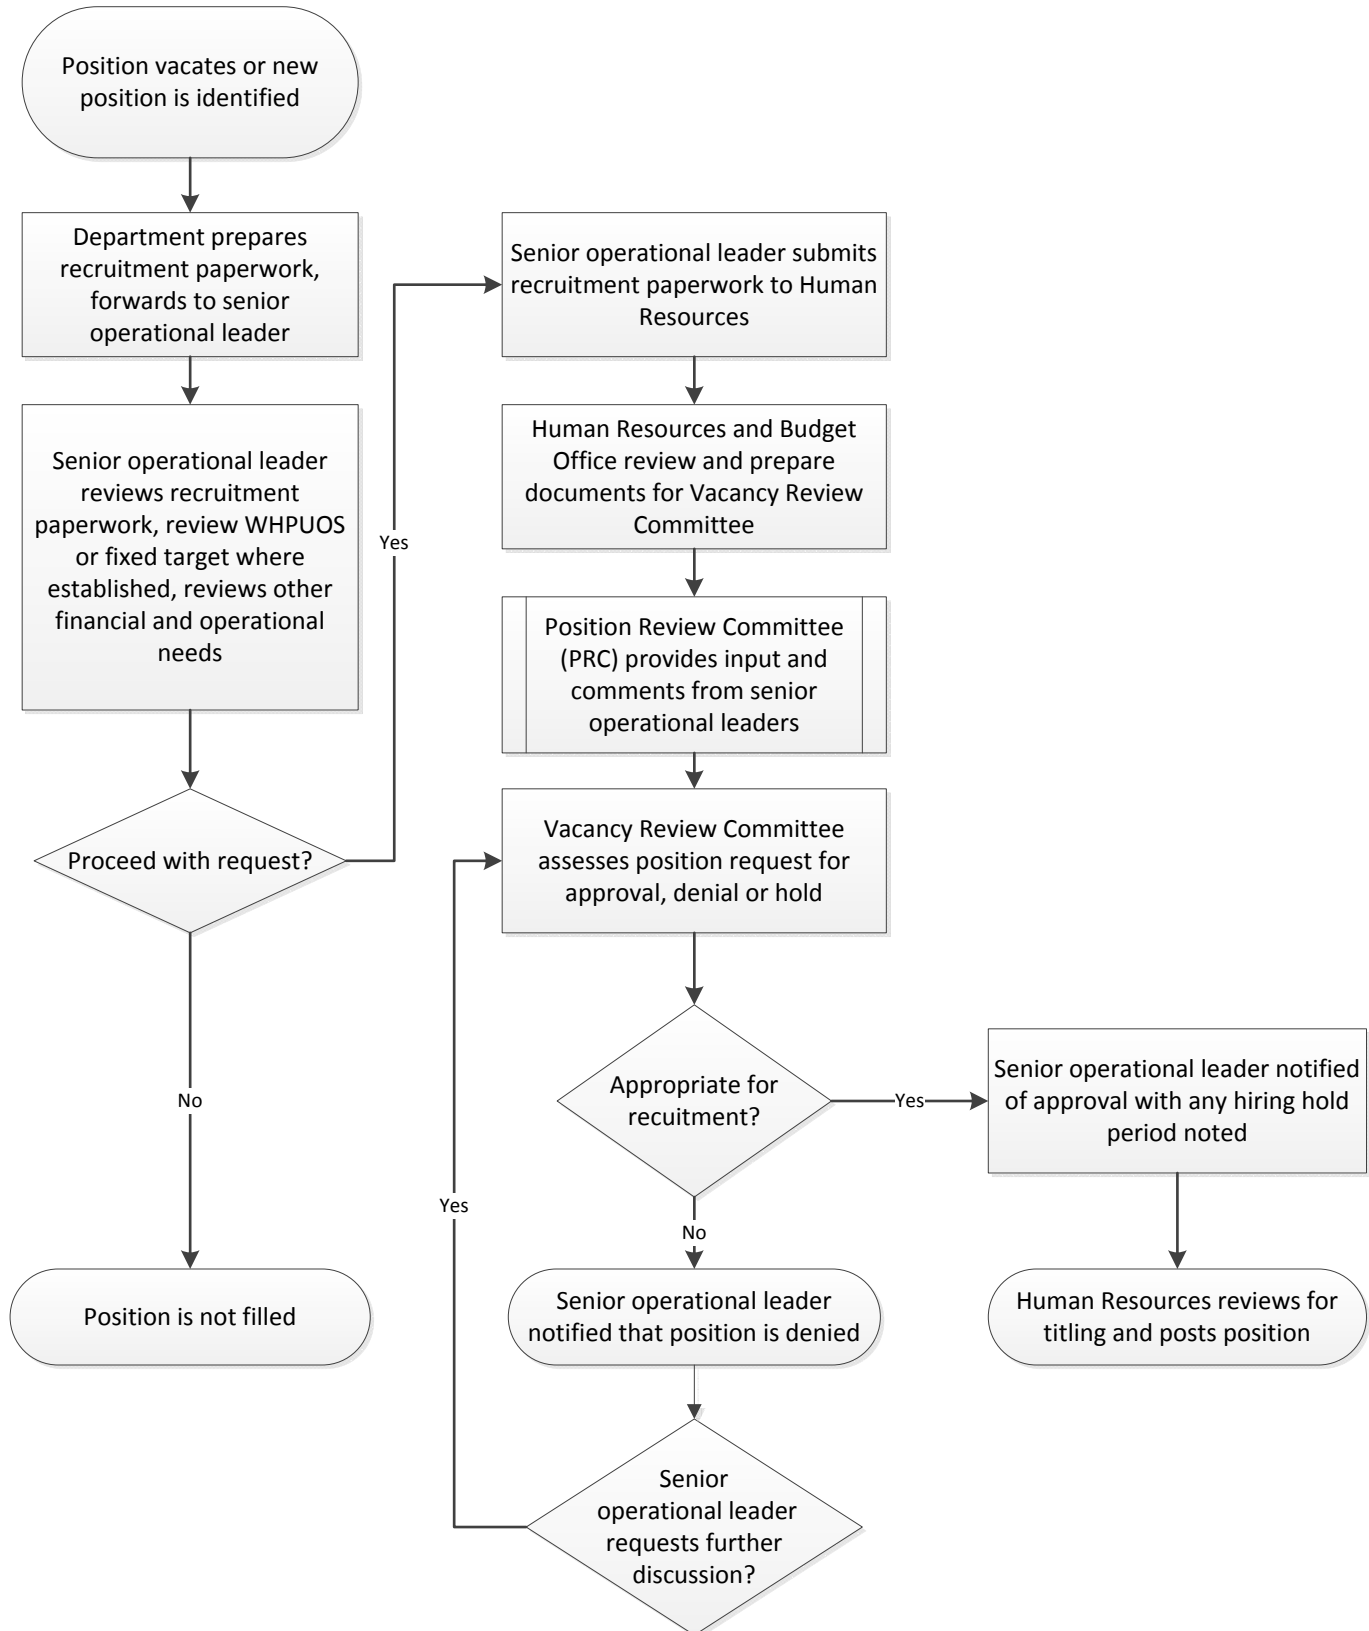 Position vacates or new
position is identified
Department prepares
recruitment paperwork,
forwards to senior
operational leader
Senior operational leader
reviews recruitment
paperwork, review WHPUOS
or fixed target where
established, reviews other
financial and operational
needs
Proceed with request?
No
Position is not filled
Yes
Senior operational leader submits
recruitment paperwork to Human
Resources
Human Resources and Budget
Office review and prepare
documents for Vacancy Review
Committee
Position Review Committee
(PRC) provides input and
comments from senior
operational leaders
Vacancy Review Committee
assesses position request for
approval, denial or hold
Appropriate for
recuitment?
Yes
Senior operational leader notified
of approval with any hiring hold
period noted
Human Resources reviews for
titling and posts position
No
Senior operational leader
notified that position is denied
Senior
operational leader
requests further
discussion?
Yes